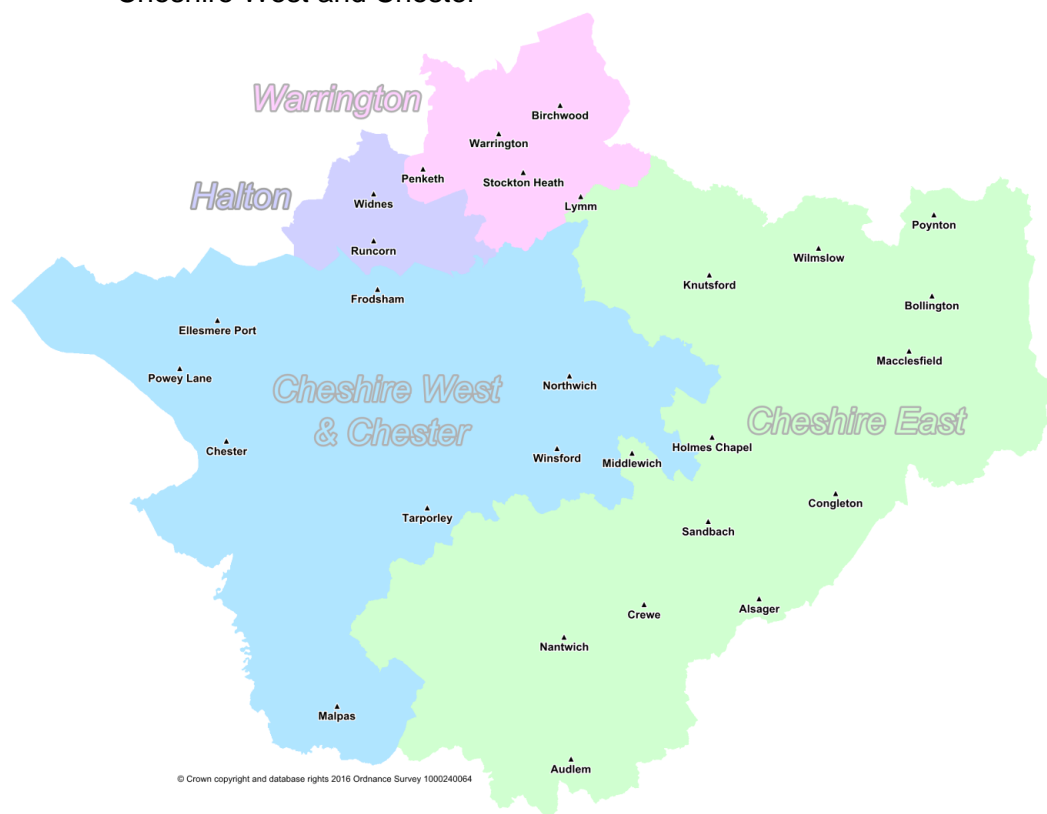 Cheshire West and Chester
Warrington
Birchwood
Warrington
Penketh
Stockton Heath
Halton
Widnes
Lymm
Poynton
Runcorn
Wilmslow
Knutsford
Frodsham
Bollington
Ellesmere Port
Macclesfield
Powey Lane
Cheshire West
& Chester
Northwich
Cheshire East
Chester
Holmes Chapel
Winsford
Middlewich
Congleton
Tarporley
Sandbach
Alsager
Crewe
Nantwich
Malpas
Audlem
© Crown copyright and database rights 2016 Ordnance Survey 1000240064